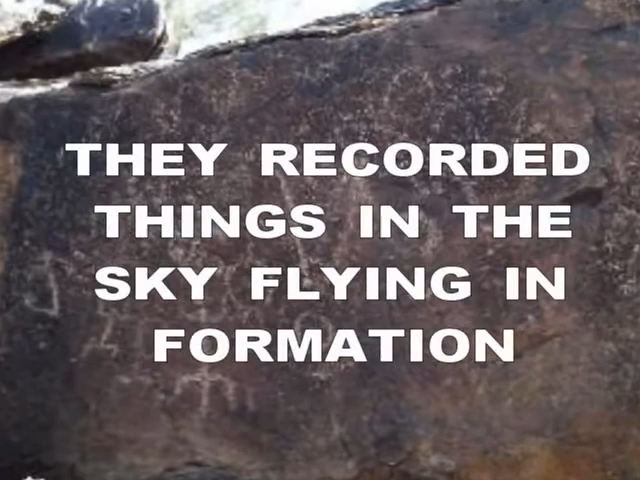 THEY RECORDED
THINGS IN THE
SKY FLYING IN
FORMATION